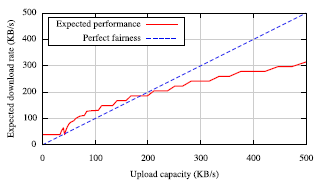 Expected performance
Perfect fairness
Expected download rate (KB/s)
500
400
300
200
100
0
0 100 200 300 400 500
Upload capacity (KB/s)